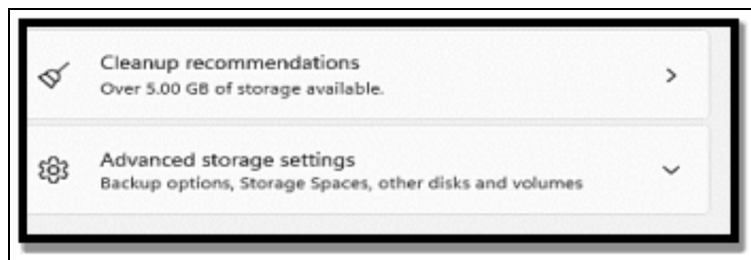 Cleanup recommendations
Over 5.00 GB of storage available.
Advanced storage settings
Backup options, Storage Spaces, other disks and volumes